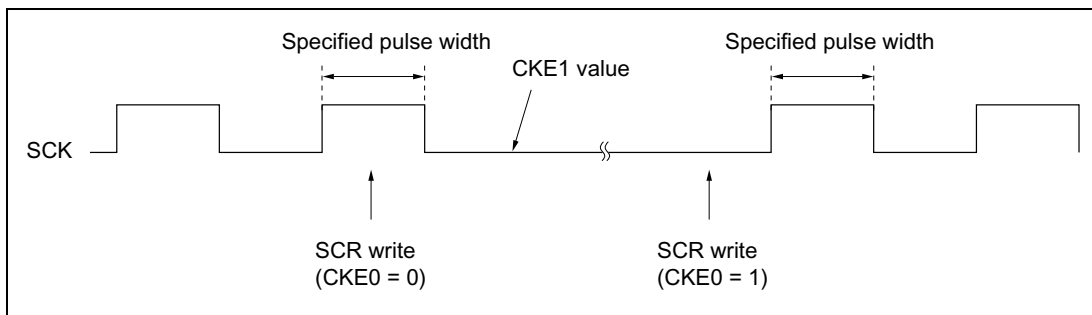 Specified pulse width
Specified pulse width
CKE1 value
SCK
SCR write
(CKE0 = 0)
SCR write
(CKE0 = 1)